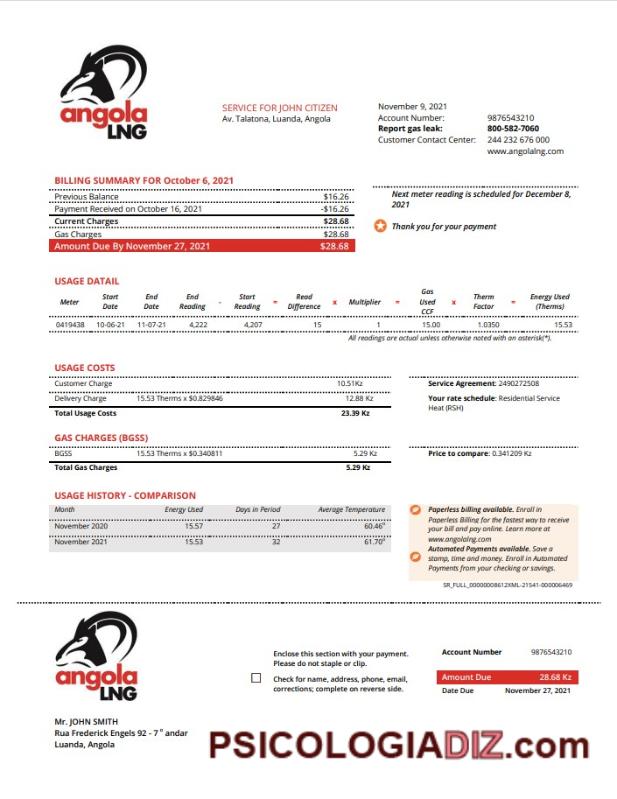 angola
LNG
SERVICE FOR JOHN CITIZEN
Av. Talatona, Luanda, Angola
November 9, 2021
Account Number: 9876543210
Report gas leak: 800-582-7060
Customer Contact Center: 244 232 676 000
www.angolalng.com
BILLING SUMMARY FOR October 6, 2021
Previous Balance $16.26
Payment Received on October 16, 2021 -$16.26
Current Charges $28.68
Gas Charges $28.68
Amount Due By November 27, 2021 $28.68
Next meter reading is scheduled for December 8,
2021
Thank you for your payment
USAGE DATAIL
Meter Start Date End Date End Reading - Start Reading = Read Difference x Multiplier = Gas Used CCF x Therm Factor = Energy Used (Therms)
0419438 10-06-21 11-07-21 4,222 4,207 15 1 15.00 1.0350 15.53
All readings are actual unless otherwise noted with an asterisk(*).
USAGE COSTS
Customer Charge 10.51Kz
Delivery Charge 15.53 Therms x $0.829846 12.88 Kz
Total Usage Costs 23.39 Kz
Service Agreement: 2490272508
Your rate schedule: Residential Service
Heat (RSH)
GAS CHARGES (BGSS)
BGSS 15.53 Therms x $0.340811 5.29 Kz
Total Gas Charges 5.29 Kz
Price to compare: 0.341209 Kz
USAGE HISTORY - COMPARISON
Month Energy Used Days in Period Average Temperature
November 2020 15.57 27 60.46°
November 2021 15.53 32 61.70°
Paperless billing available. Enroll in
Paperless Billing for the fastest way to receive
your bill and pay online. Learn more at
www.angolalng.com
Automated Payments available. Save a
stamp, time and money. Enroll in Automated
Payments from your checking or savings.
SR_FULL_00000008612XML-21541-000006469
angola
LNG
Enclose this section with your payment.
Please do not staple or clip.
Check for name, address, phone, email,
corrections; complete on reverse side.
Account Number 9876543210
Amount Due 28.68 Kz
Date Due November 27, 2021
Mr. JOHN SMITH
Rua Frederick Engels 92 - 7° andar
Luanda, Angola
PSICOLOGIADIZ.com